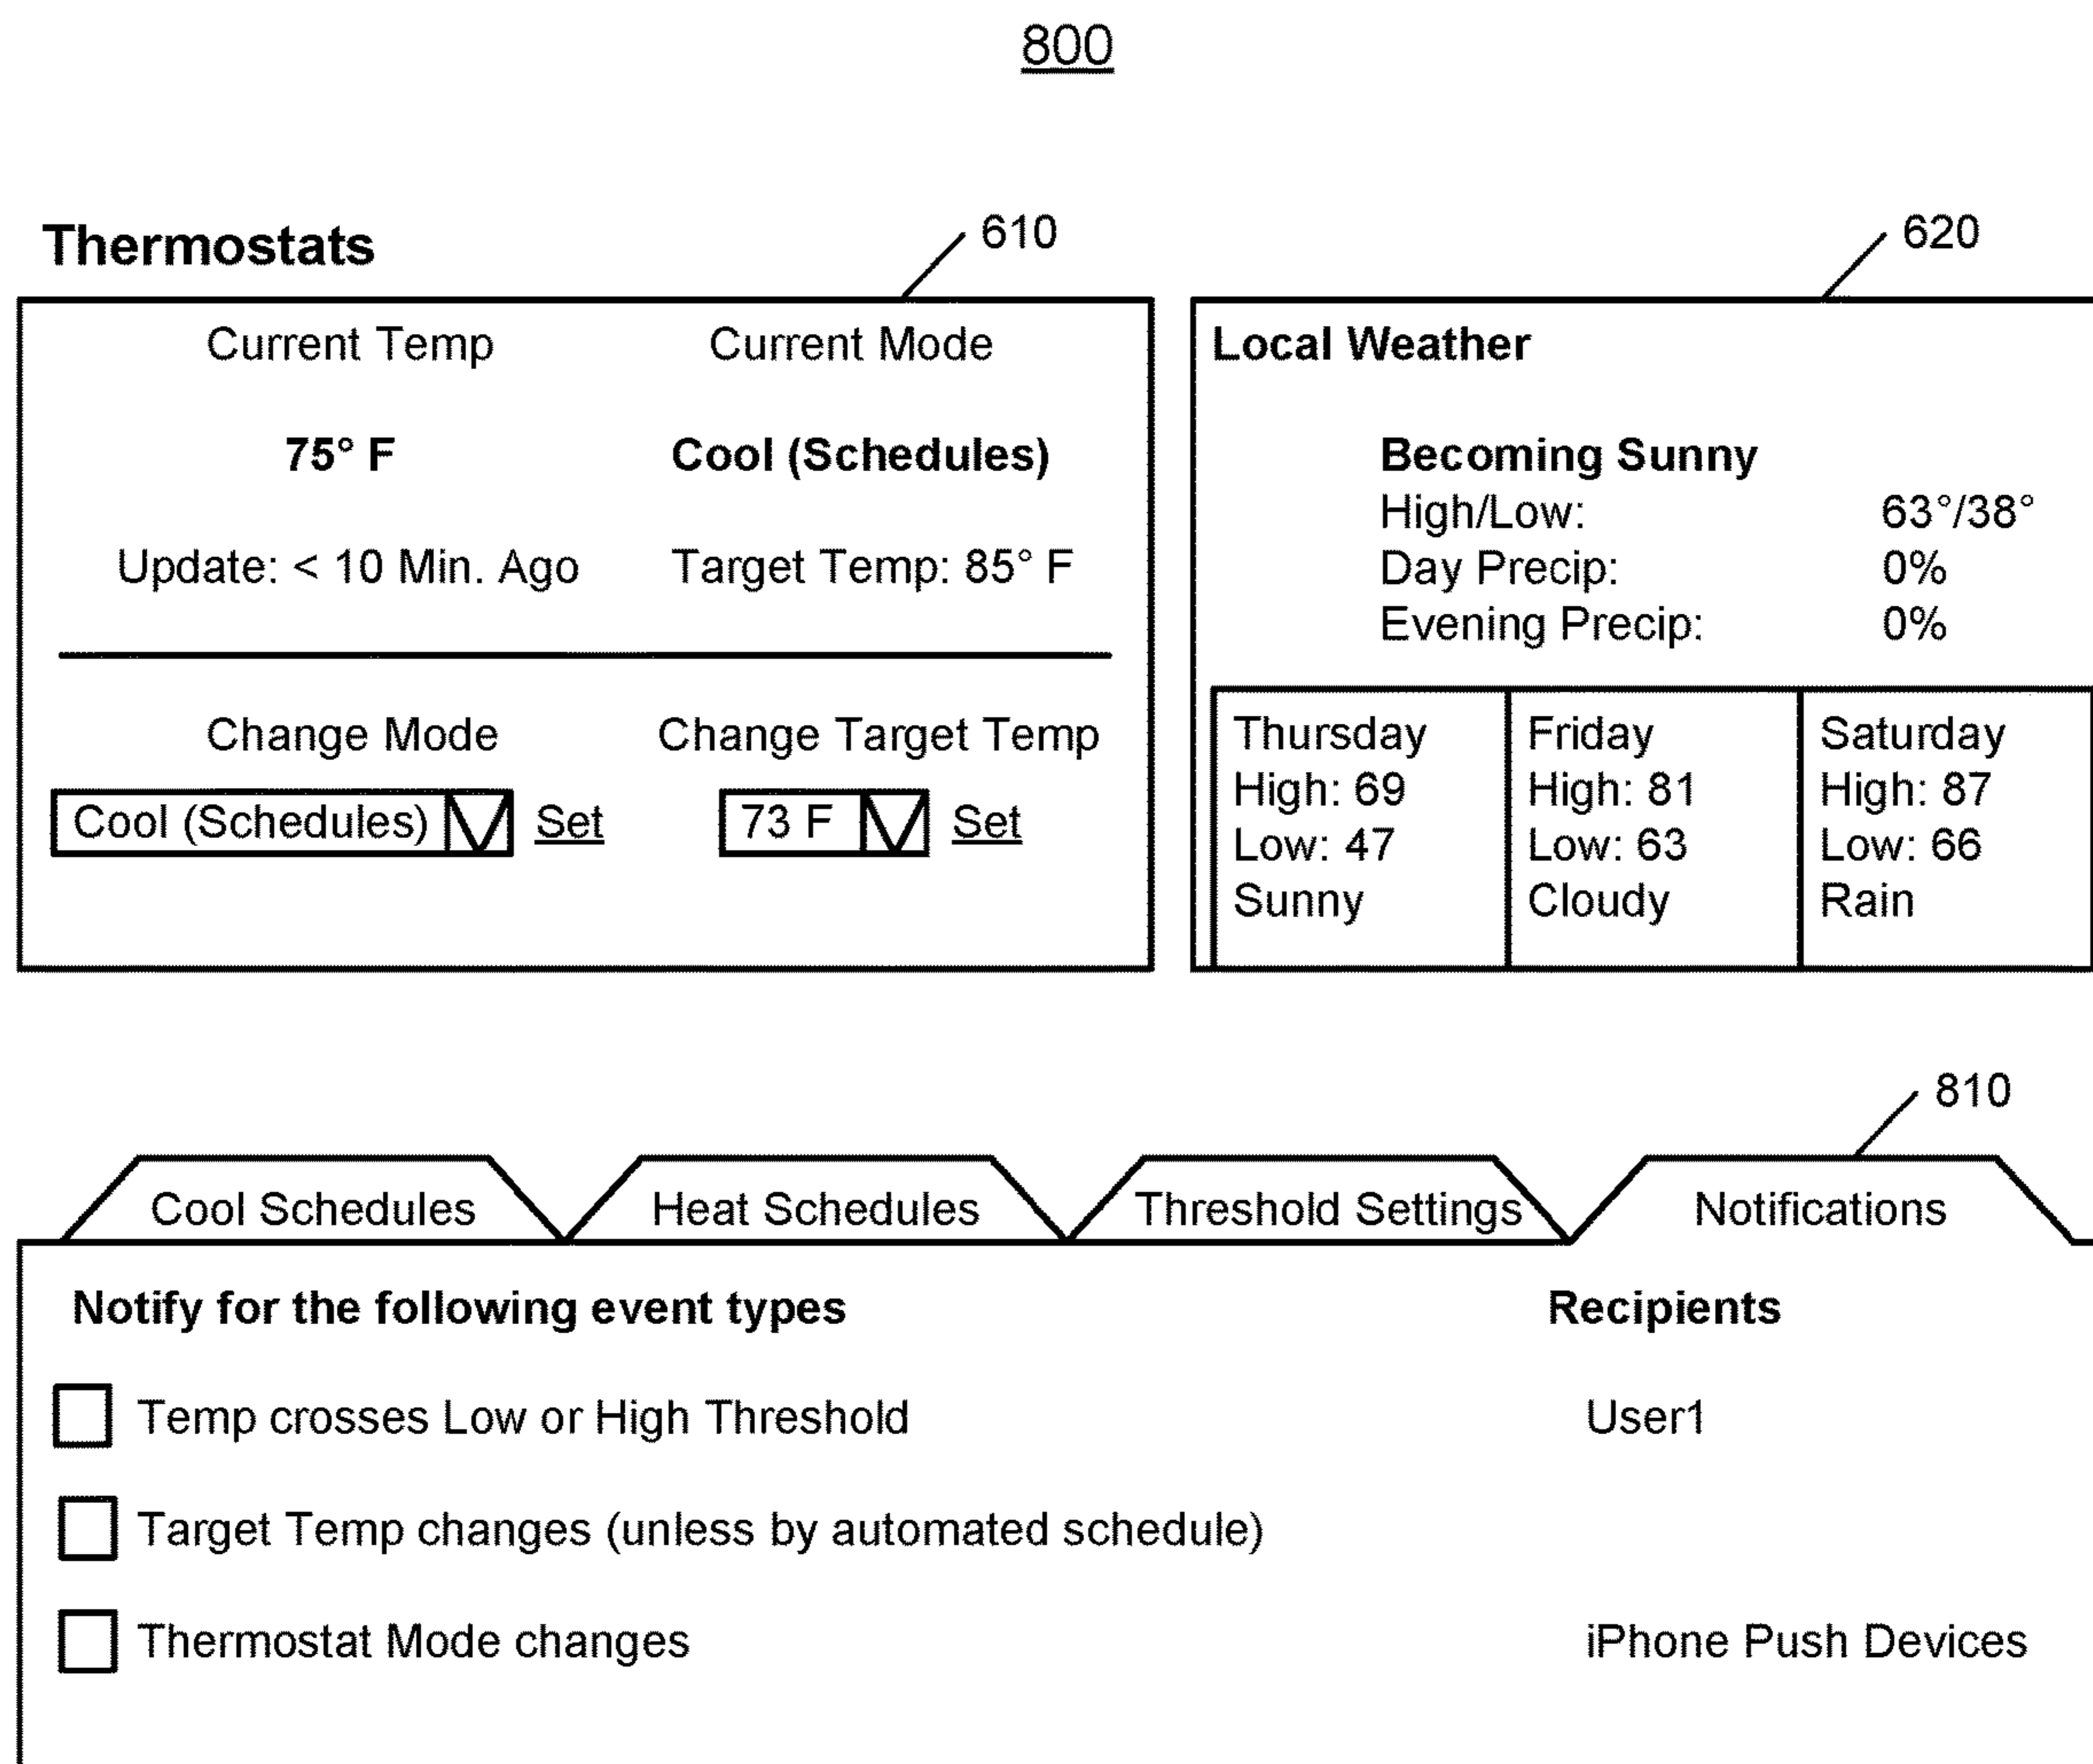 800
Thermostats
610
620
Current Temp Current Mode
75° F Cool (Schedules)
Update: < 10 Min. Ago Target Temp: 85° F
Change Mode Change Target Temp
Cool (Schedules) Set 73 F Set
Local Weather
Becoming Sunny
High/Low: 63°/38°
Day Precip: 0%
Evening Precip: 0%
Thursday Friday Saturday
High: 69 High: 81 High: 87
Low: 47 Low: 63 Low: 66
Sunny Cloudy Rain
810
Cool Schedules Heat Schedules Threshold Settings Notifications
Notify for the following event types Recipients
Temp crosses Low or High Threshold User1
Target Temp changes (unless by automated schedule)
Thermostat Mode changes iPhone Push Devices